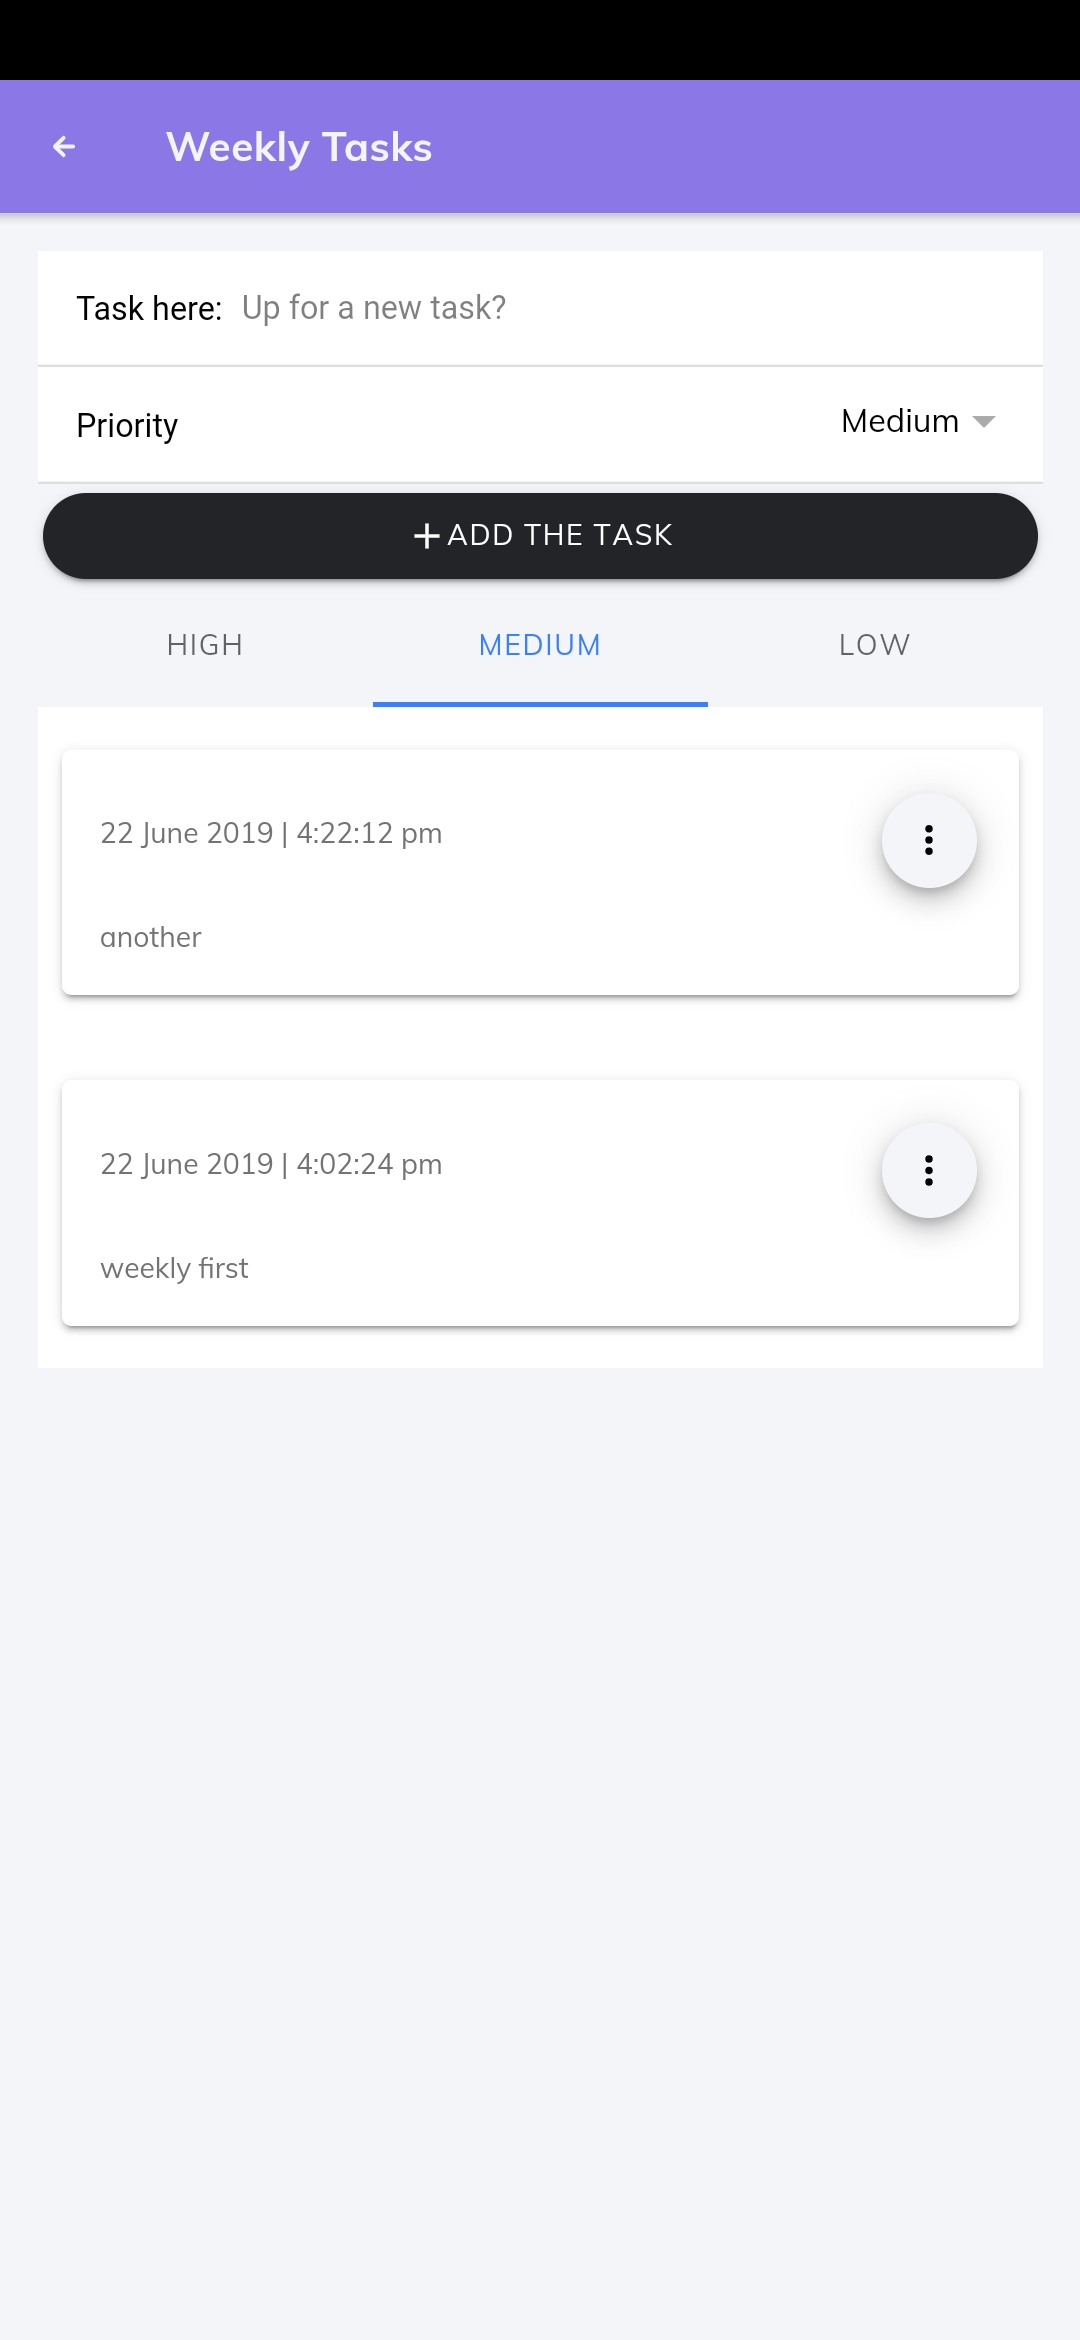 Weekly Tasks
Task here: Up for a new task?
Priority Medium
ADD THE TASK
HIGH MEDIUM LOW
22 June 2019 | 4:22:12 pm
another
22 June 2019 | 4:02:24 pm
weekly first